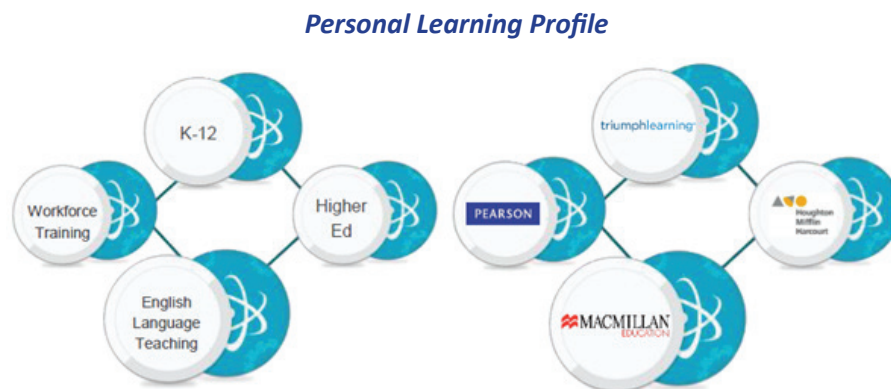 Personal Learning Profile
K-12
Workforce
Training
Higher
Ed
English
Language
Teaching
triumphlearning
PEARSON
Houghton
Mifflin
Harcourt
MACMILLAN
EDUCATION